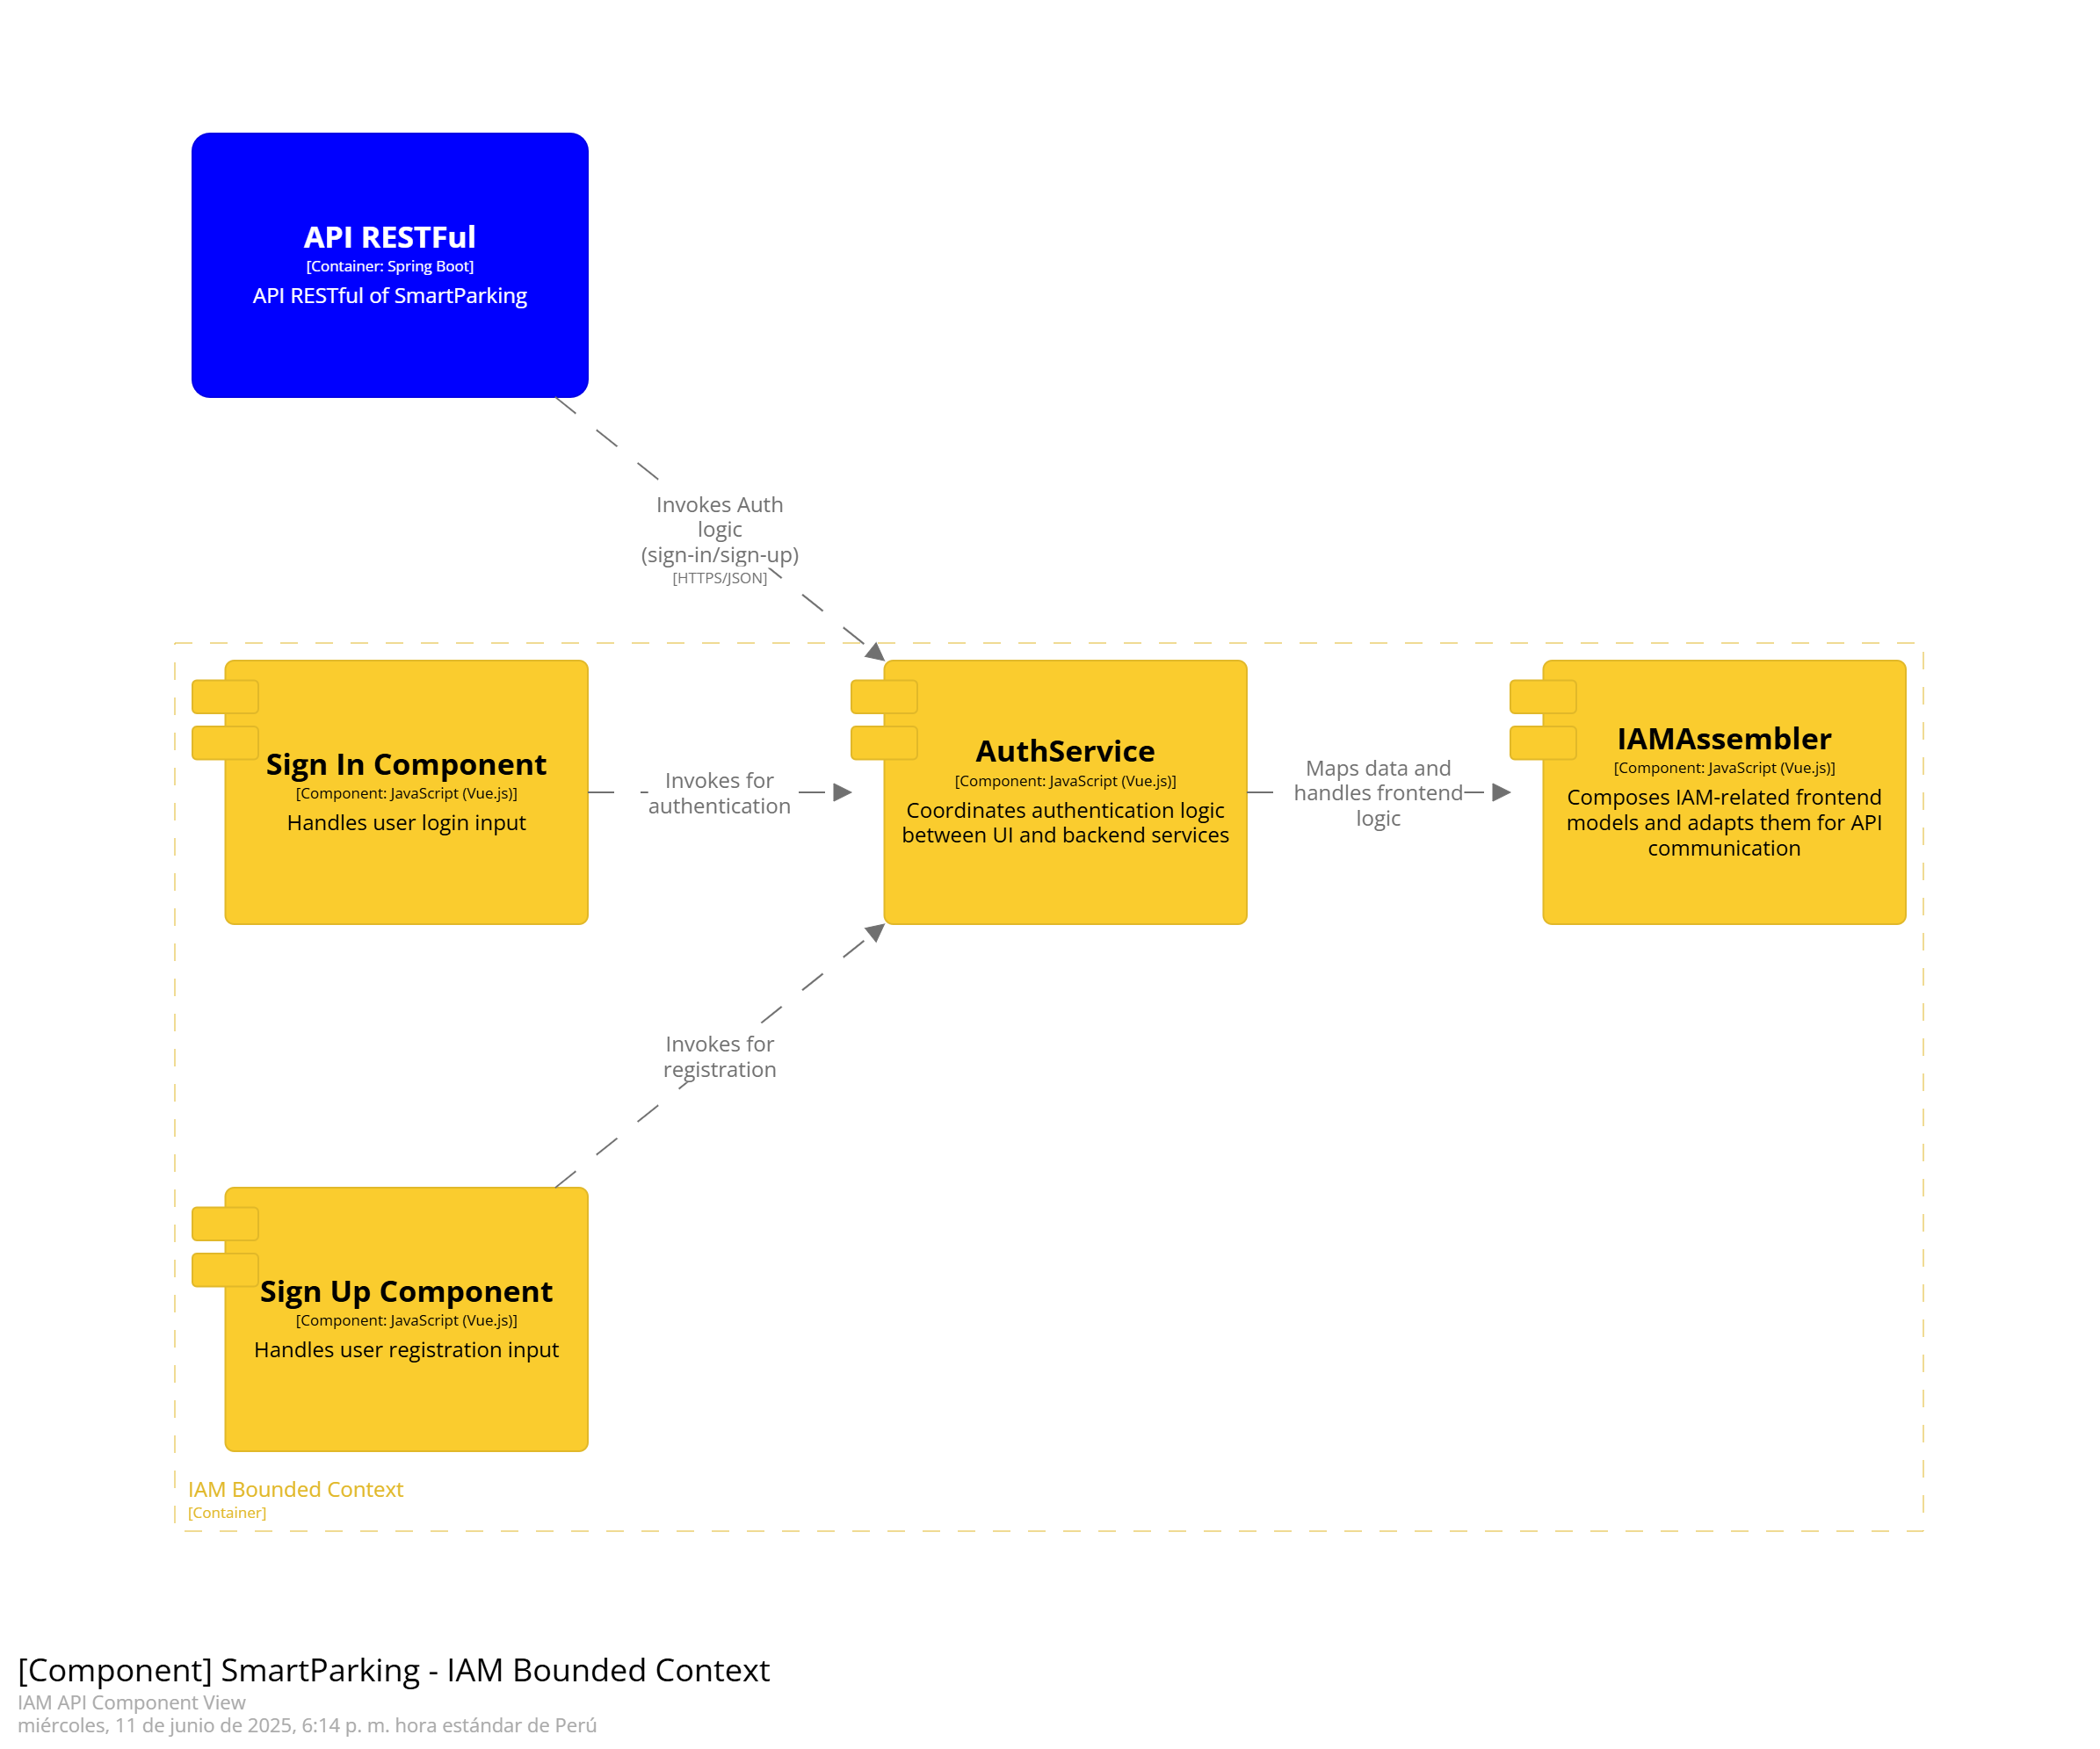 API RESTFul
[Container: Spring Boot]
API RESTful of SmartParking
Invokes Auth
logic
(sign-in/sign-up)
[HTTPS/JSON]
Sign In Component
[Component: JavaScript (Vue.js)]
Handles user login input
Invokes for
authentication
AuthService
[Component: JavaScript (Vue.js)]
Coordinates authentication logic
between UI and backend services
Maps data and
handles frontend
logic
IAMAssembler
[Component: JavaScript (Vue.js)]
Composes IAM-related frontend
models and adapts them for API
communication
Invokes for
registration
Sign Up Component
[Component: JavaScript (Vue.js)]
Handles user registration input
IAM Bounded Context
[Container]
[Component] SmartParking - IAM Bounded Context
IAM API Component View
miércoles, 11 de junio de 2025, 6:14 p. m. hora estándar de Perú